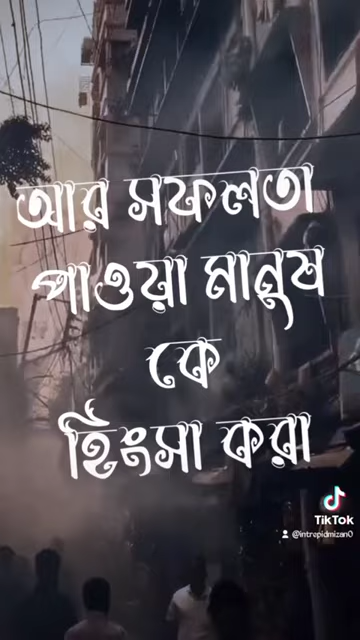 আর সফলতা
পাওয়া মানুষ
কে
হিংসা করা
TikTok
@intrepidmizan0